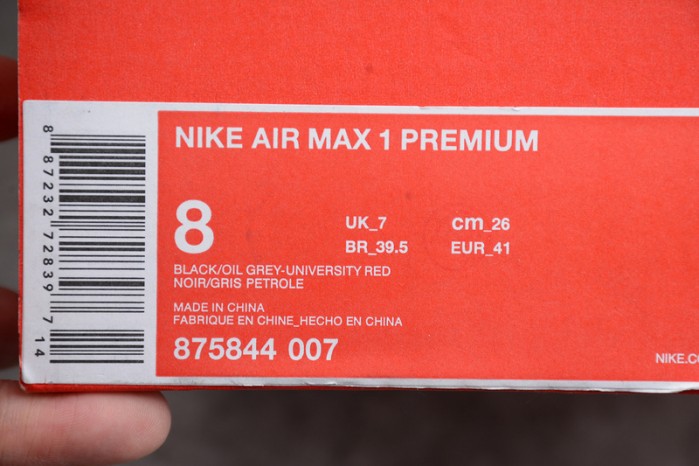 8 87232 72839 7 14
NIKE AIR MAX 1 PREMIUM
8
UK_7 cm_26
BR_39.5 EUR_41
BLACK/OIL GREY-UNIVERSITY RED
NOIR/GRIS PETROLE
MADE IN CHINA
FABRIQUE EN CHINE_HECHO EN CHINA
875844 007
NIKE.CO